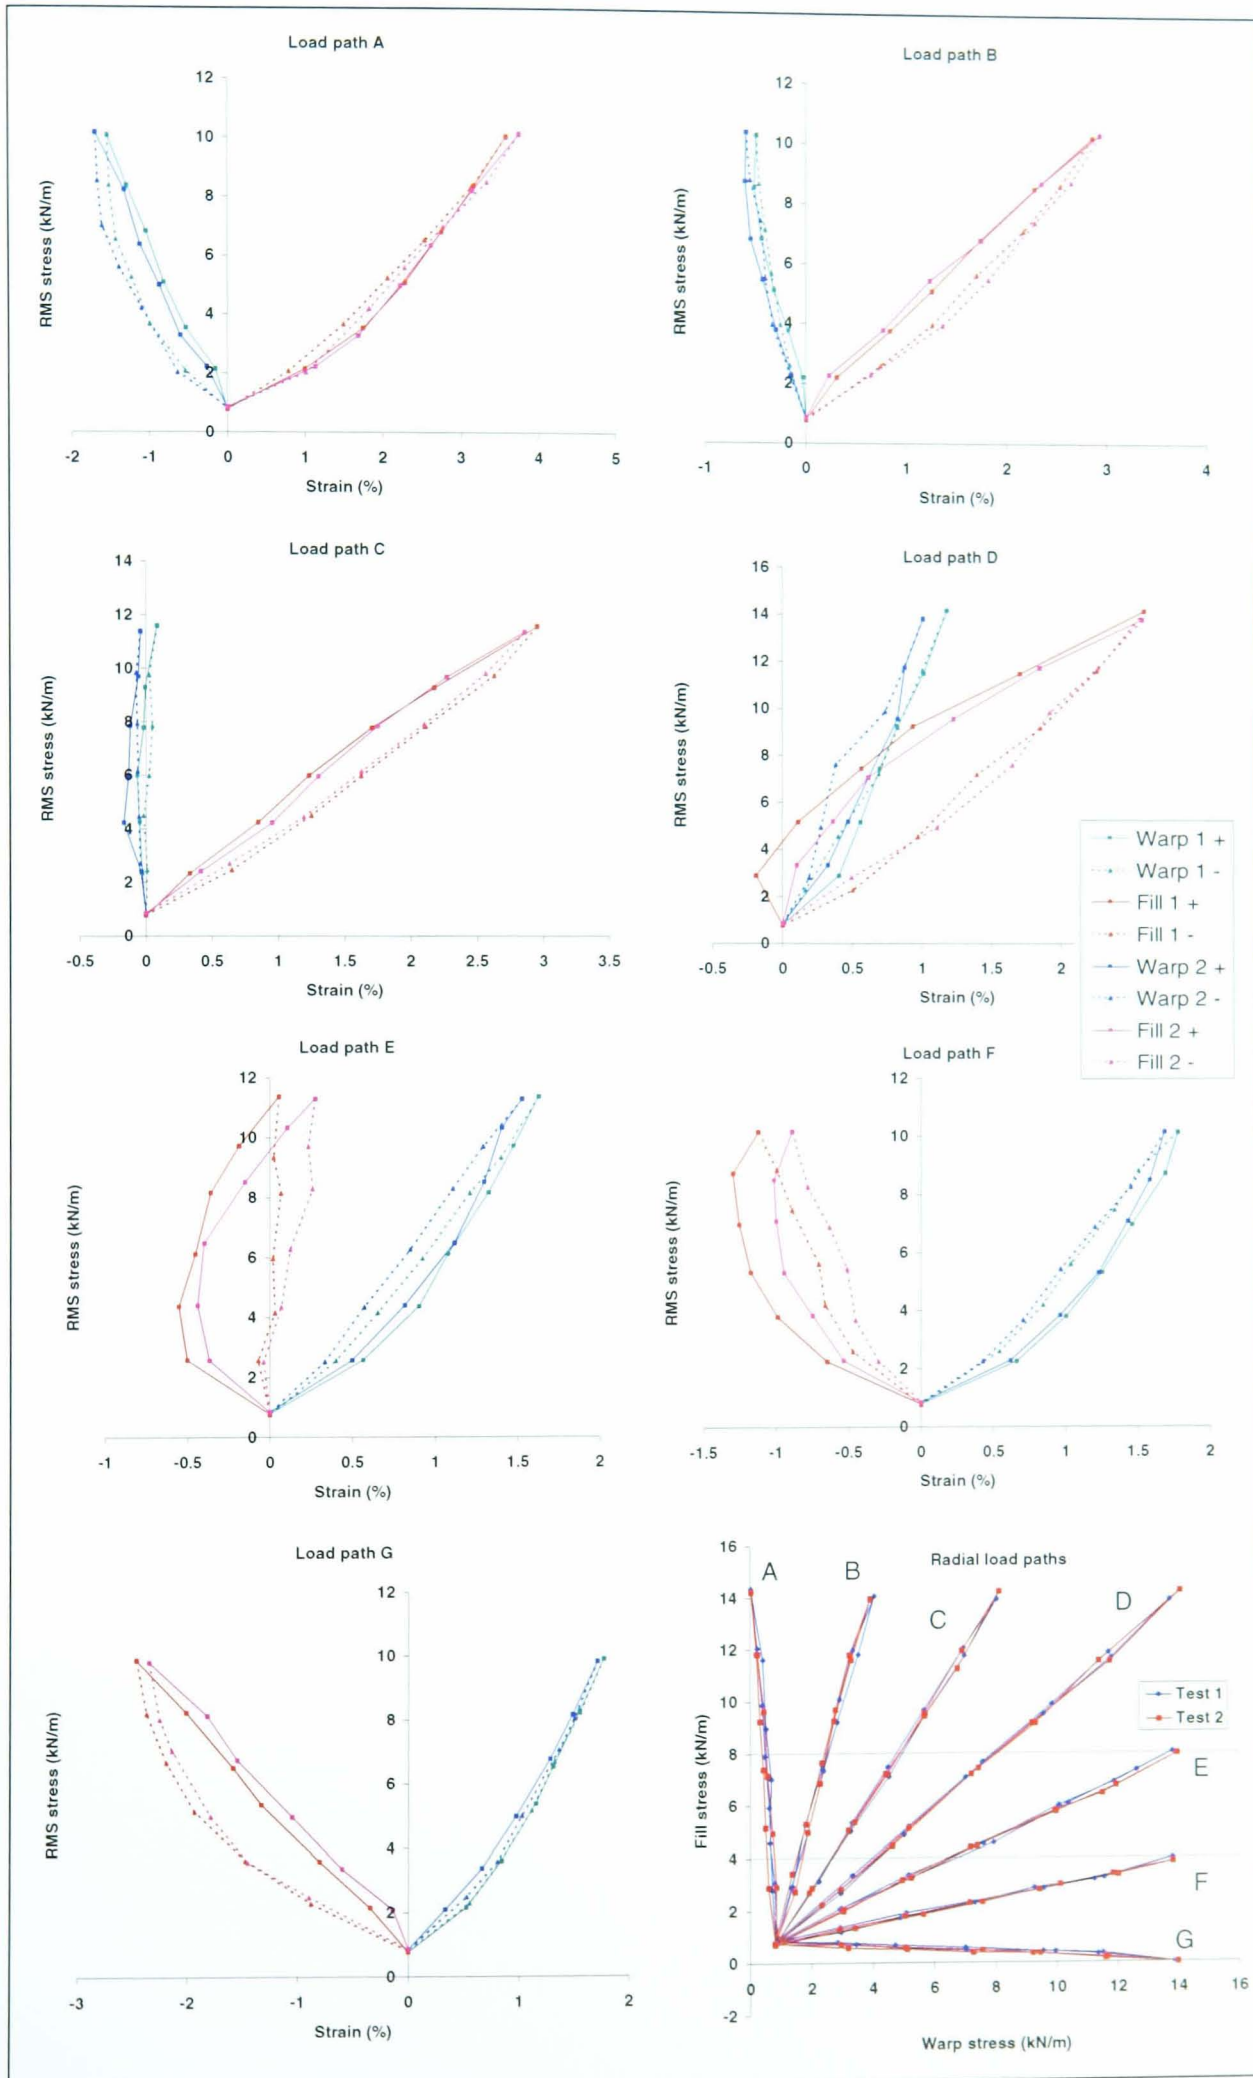 Load path A
12
10
8
6
4
2
0
-2 -1 0 1 2 3 4 5
RMS stress (kN/m)
Strain (%)
Load path B
12
10
8
6
4
2
0
-1 0 1 2 3 4
RMS stress (kN/m)
Strain (%)
Load path C
14
12
10
8
6
4
2
0
-0.5 0 0.5 1 1.5 2 2.5 3 3.5
RMS stress (kN/m)
Strain (%)
Load path D
16
14
12
10
8
6
4
2
0
-0.5 0 0.5 1 1.5 2
RMS stress (kN/m)
Strain (%)
Warp 1 +
Warp 1 -
Fill 1 +
Fill 1 -
Warp 2 +
Warp 2 -
Fill 2 +
Fill 2 -
Load path E
12
10
8
6
4
2
0
-1 -0.5 0 0.5 1 1.5 2
RMS stress (kN/m)
Strain (%)
Load path F
12
10
8
6
4
2
0
-1.5 -1 -0.5 0 0.5 1 1.5 2
RMS stress (kN/m)
Strain (%)
Load path G
12
10
8
6
4
2
0
-3 -2 -1 0 1 2
RMS stress (kN/m)
Strain (%)
Radial load paths
16
14
12
10
8
6
4
2
0
-2
0 2 4 6 8 10 12 14 16
A
B
C
D
E
F
G
Test 1
Test 2
Fill stress (kN/m)
Warp stress (kN/m)